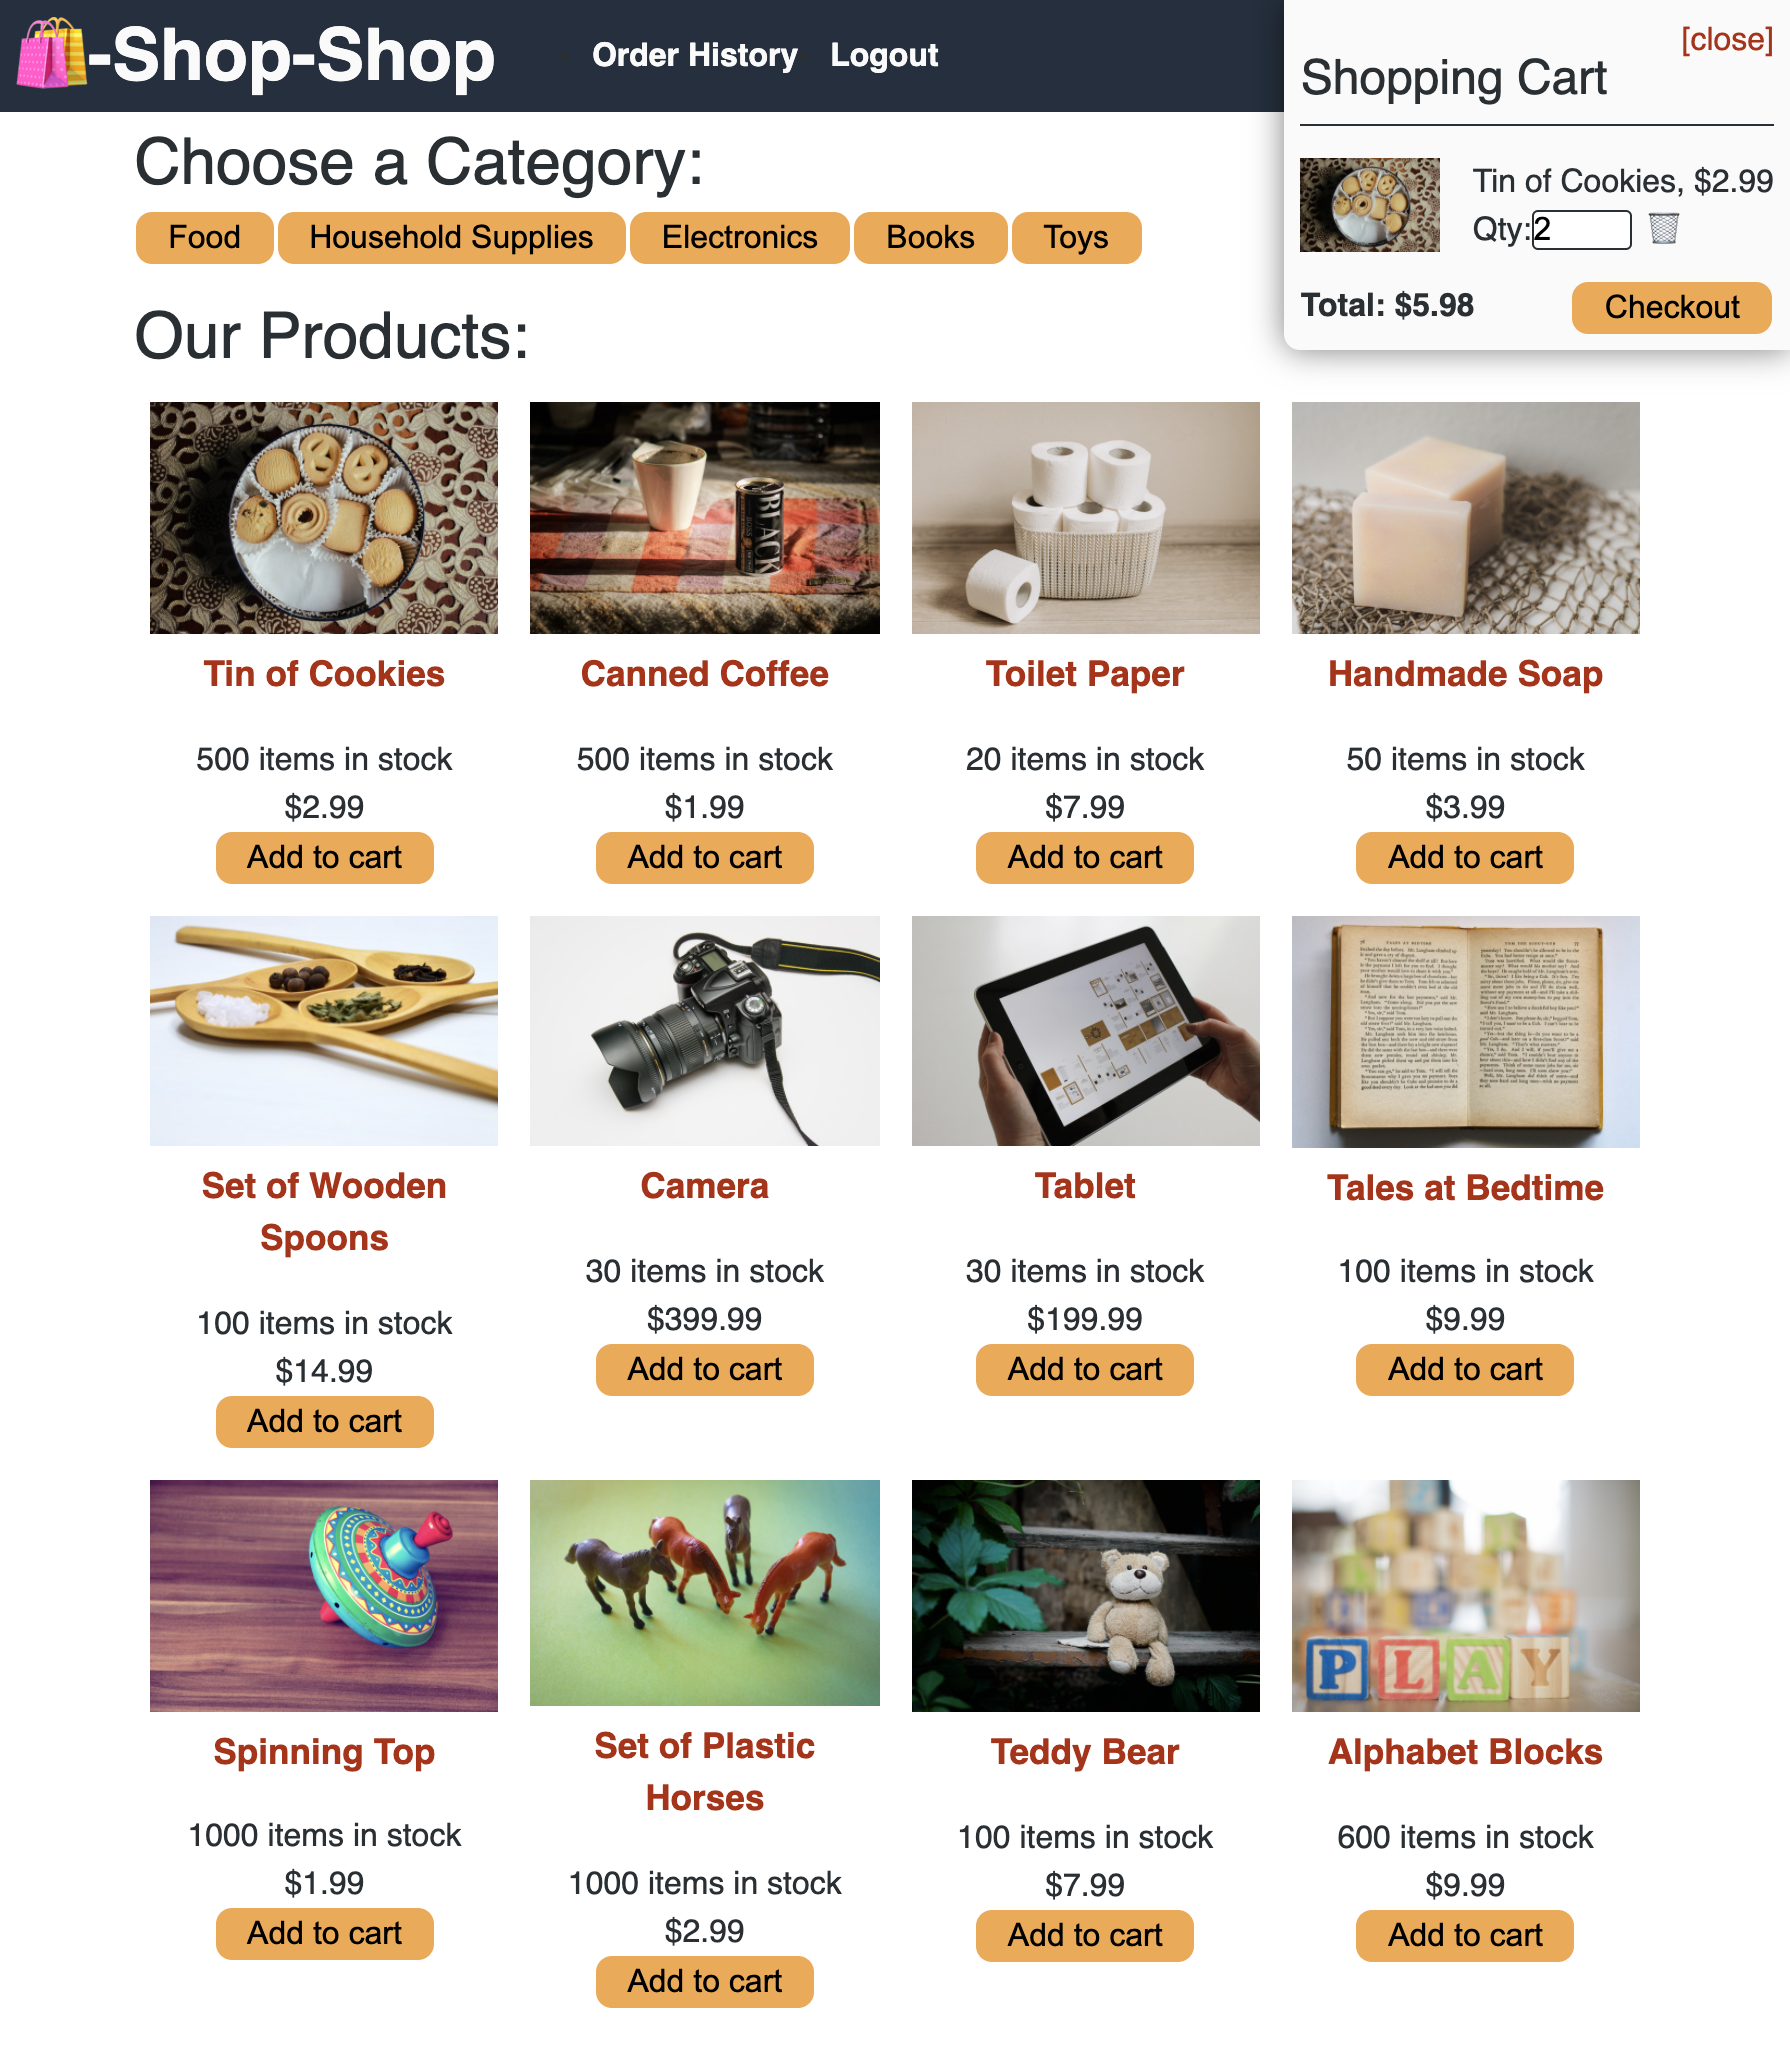 -Shop-Shop
Order History
Logout
[close]
Shopping Cart
Tin of Cookies, $2.99
Qty:2
Total: $5.98
Checkout
Choose a Category:
Food
Household Supplies
Electronics
Books
Toys
Our Products:
BLACK
Tin of Cookies
Canned Coffee
Toilet Paper
Handmade Soap
500 items in stock
500 items in stock
20 items in stock
50 items in stock
$2.99
$1.99
$7.99
$3.99
Add to cart
Add to cart
Add to cart
Add to cart
TALES AT BEDTIME
Set of Wooden
Spoons
Camera
Tablet
Tales at Bedtime
100 items in stock
30 items in stock
30 items in stock
100 items in stock
$14.99
$399.99
$199.99
$9.99
Add to cart
Add to cart
Add to cart
Add to cart
PLAY
Spinning Top
Set of Plastic
Horses
Teddy Bear
Alphabet Blocks
1000 items in stock
1000 items in stock
100 items in stock
600 items in stock
$1.99
$2.99
$7.99
$9.99
Add to cart
Add to cart
Add to cart
Add to cart